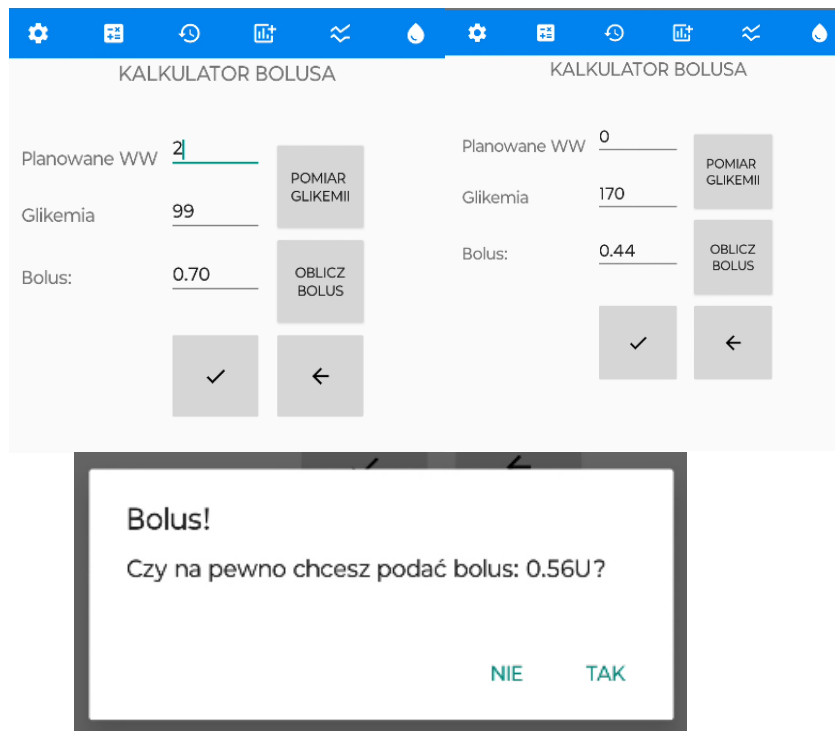 KALKULATOR BOLUSA
Planowane WW 2
POMIAR
GLIKEMII
Glikemia 99
Bolus: 0.70
OBLICZ
BOLUS
KALKULATOR BOLUSA
Planowane WW 0
POMIAR
GLIKEMII
Glikemia 170
Bolus: 0.44
OBLICZ
BOLUS
Bolus!
Czy na pewno chcesz podać bolus: 0.56U?
NIE TAK